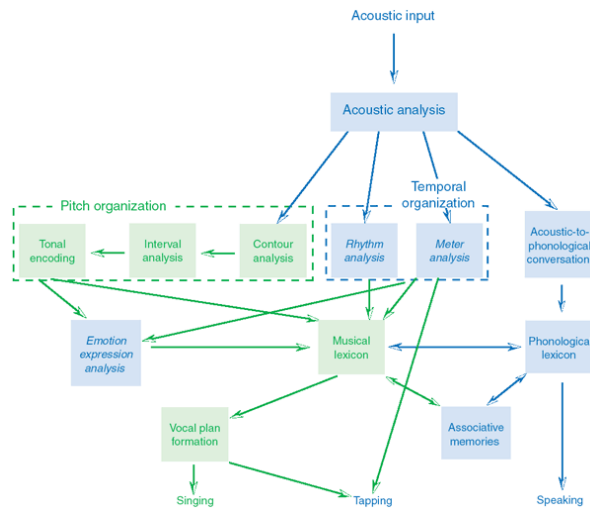 Acoustic input
Acoustic analysis
Pitch organization
Temporal
organization
Tonal
encoding
Interval
analysis
Contour
analysis
Rhythm
analysis
Meter
analysis
Acoustic-to-
phonological
conversation
Emotion
expression
analysis
Musical
lexicon
Phonological
lexicon
Vocal plan
formation
Associative
memories
Singing
Tapping
Speaking